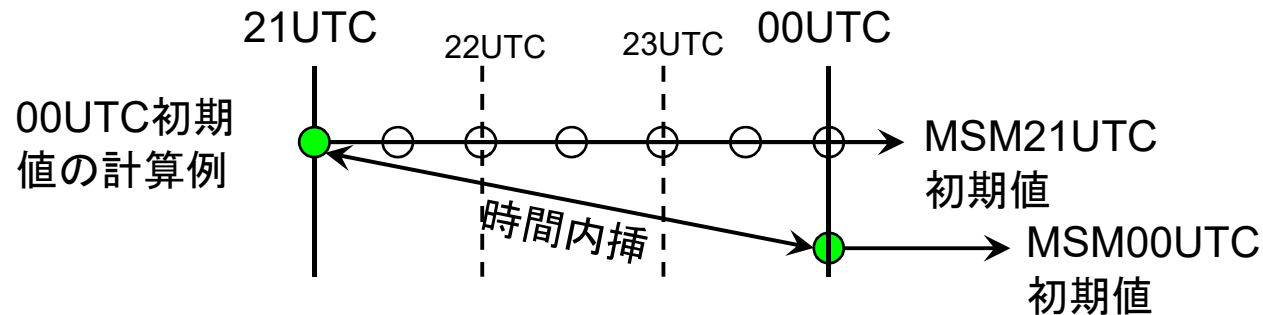 21UTC
22UTC
23UTC
00UTC
00UTC初期
値の計算例
MSM21UTC
初期値
時間内挿
MSM00UTC
初期値